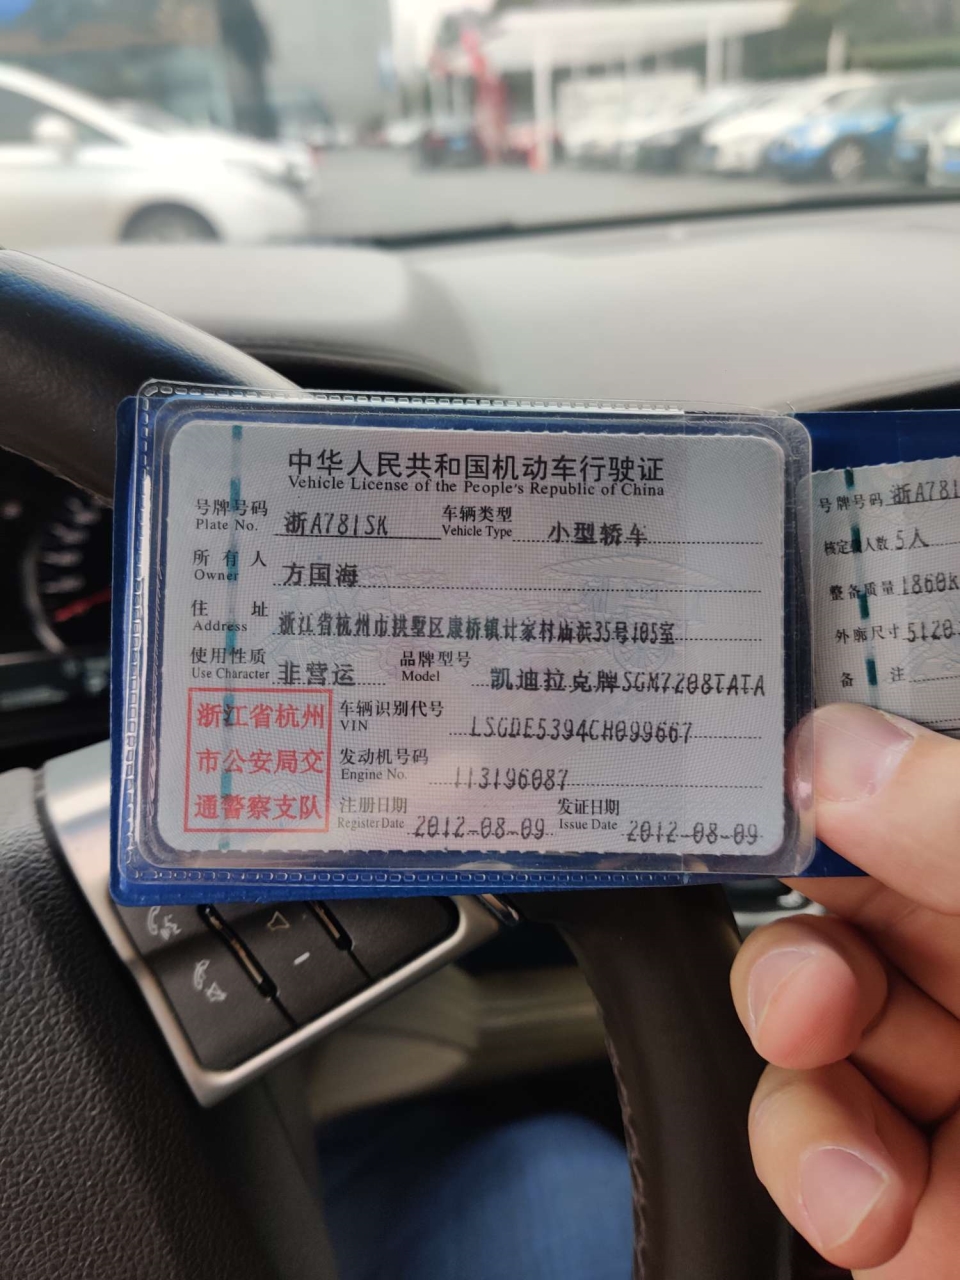 中华人民共和国机动车行驶证
Vehicle License of the People's Republic of China
号牌号码 浙A781SK 车辆类型 小型轿车
Plate No. Vehicle Type
所有人 方国海
Owner
住址 浙江省杭州市拱墅区康桥镇计家村庙浜35号105室
Address
使用性质 非营运 品牌型号 凯迪拉克牌SGM7208TATA
Use Character Model
浙江省杭州
市公安局交
通警察支队
车辆识别代号 LSGDE5394CH099667
VIN
发动机号码 113196087
Engine No.
注册日期 2012-08-09 发证日期 2012-08-09
Register Date Issue Date
号牌号码 浙A781
核定载人数 5人
整备质量 1860k
外廓尺寸 5120
备注